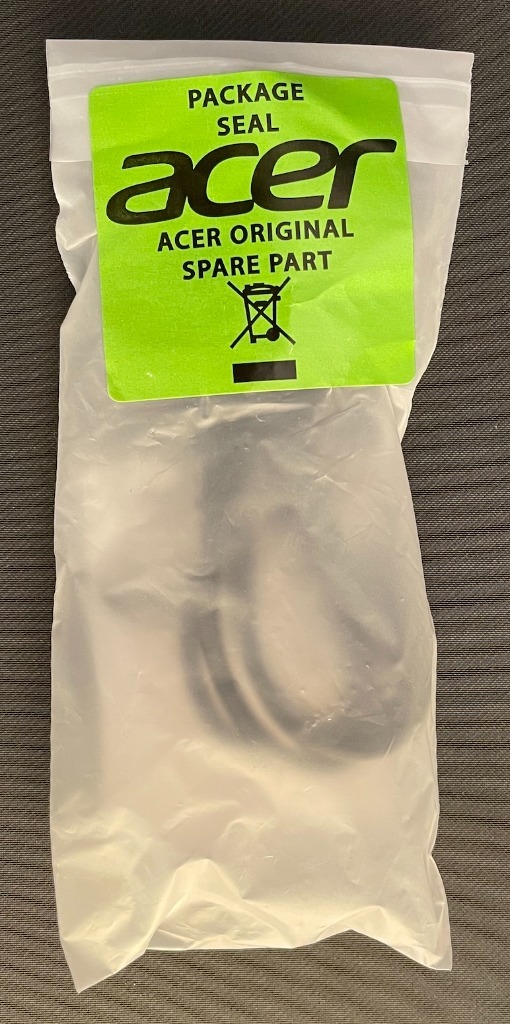 PACKAGE
SEAL
acer
ACER ORIGINAL
SPARE PART